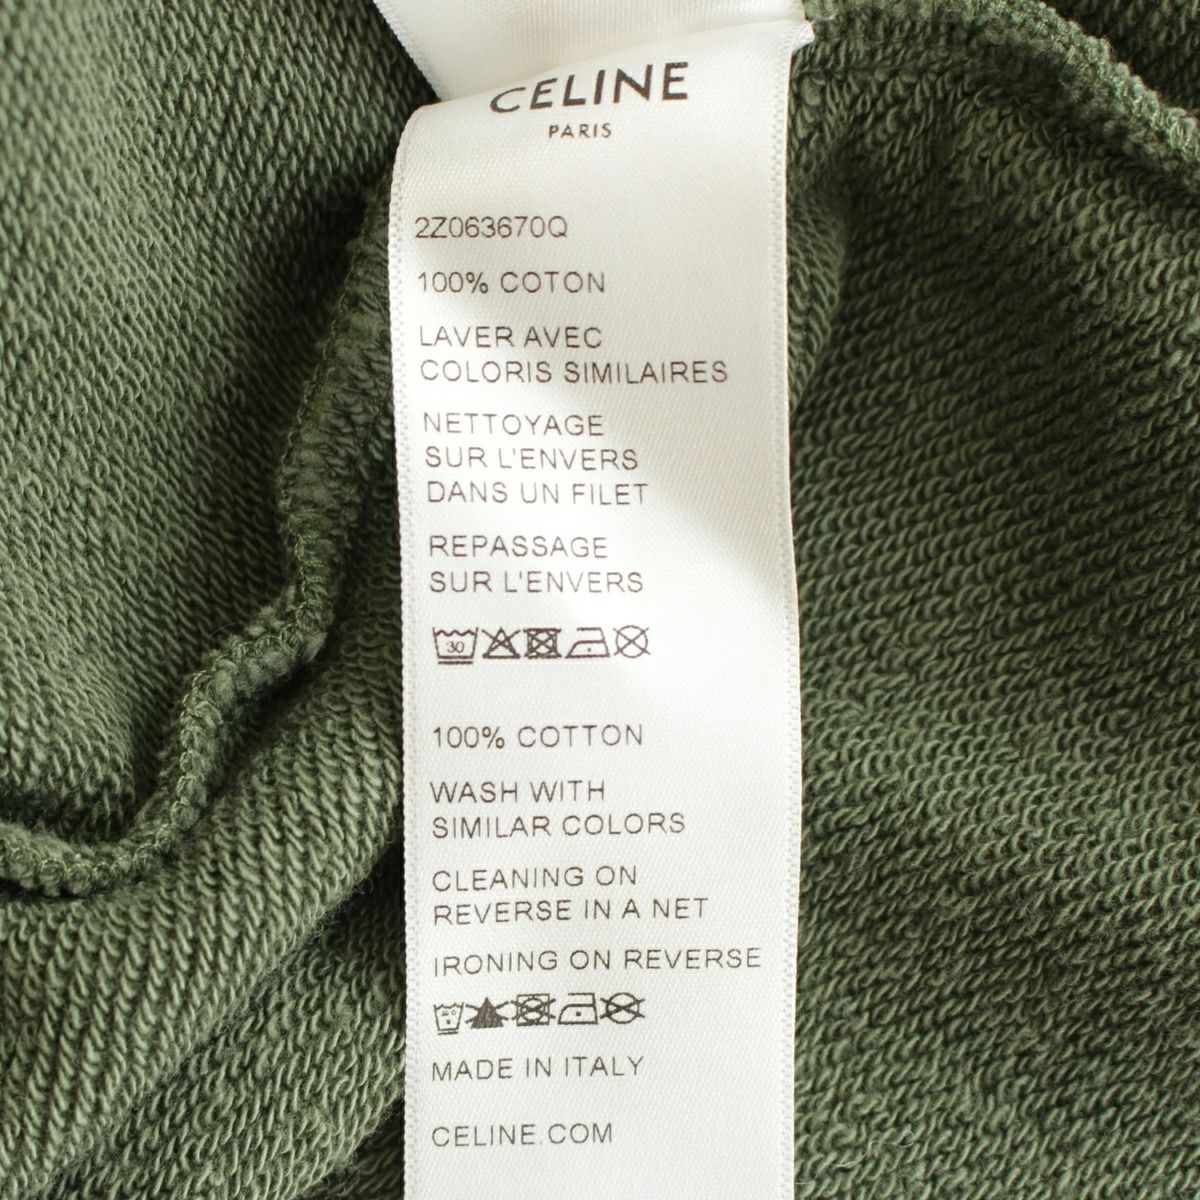 CELINE
PARIS
2Z063670Q
100% COTON
LAVER AVEC
COLORIS SIMILAIRES
NETTOYAGE
SUR L'ENVERS
DANS UN FILET
REPASSAGE
SUR L'ENVERS
30
100% COTTON
WASH WITH
SIMILAR COLORS
CLEANING ON
REVERSE IN A NET
IRONING ON REVERSE
MADE IN ITALY
CELINE.COM